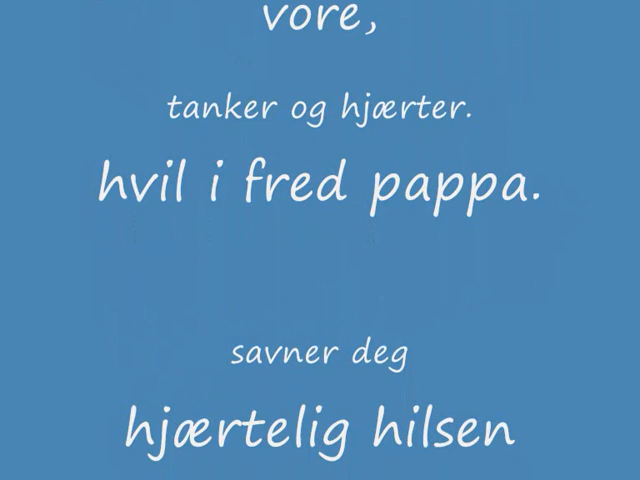 vore,
tanker og hjærter.
hvil i fred pappa.
savner deg
hjærtelig hilsen